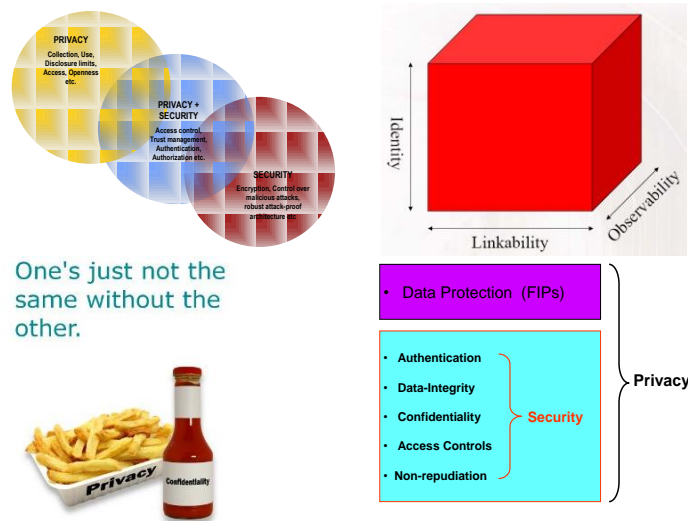 PRIVACY
Collection, Use,
Disclosure limits,
Access, Openness
etc.
PRIVACY +
SECURITY
Access control,
Trust management,
Authentication,
Authorization etc.
SECURITY
Encryption, Control over
malicious attacks,
robust attack-proof
architecture etc
Identity
Linkability
Observability
One's just not the
same without the
other.
Privacy
Confidentiality
• Data Protection (FIPs)
• Authentication
• Data-Integrity
• Confidentiality
• Access Controls
• Non-repudiation
Security
Privacy